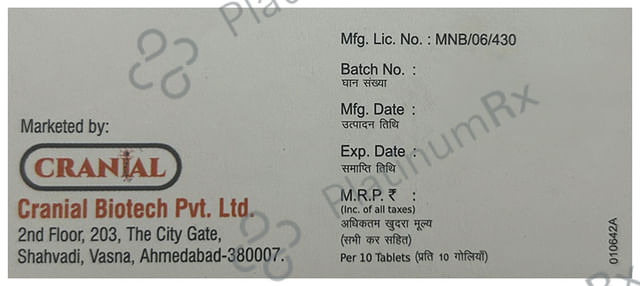 Marketed by:
CRANIAL
Cranial Biotech Pvt. Ltd.
2nd Floor, 203, The City Gate,
Shahvadi, Vasna, Ahmedabad-380007.
Mfg. Lic. No. : MNB/06/430
Batch No. :
घान संख्या
Mfg. Date :
उत्पादन तिथि
Exp. Date :
समाप्ति तिथि
M.R.P. ₹ :
(Inc. of all taxes)
अधिकतम खुदरा मूल्य
(सभी कर सहित)
Per 10 Tablets (प्रति 10 गोलियाँ)
010642A
PlatinumRx